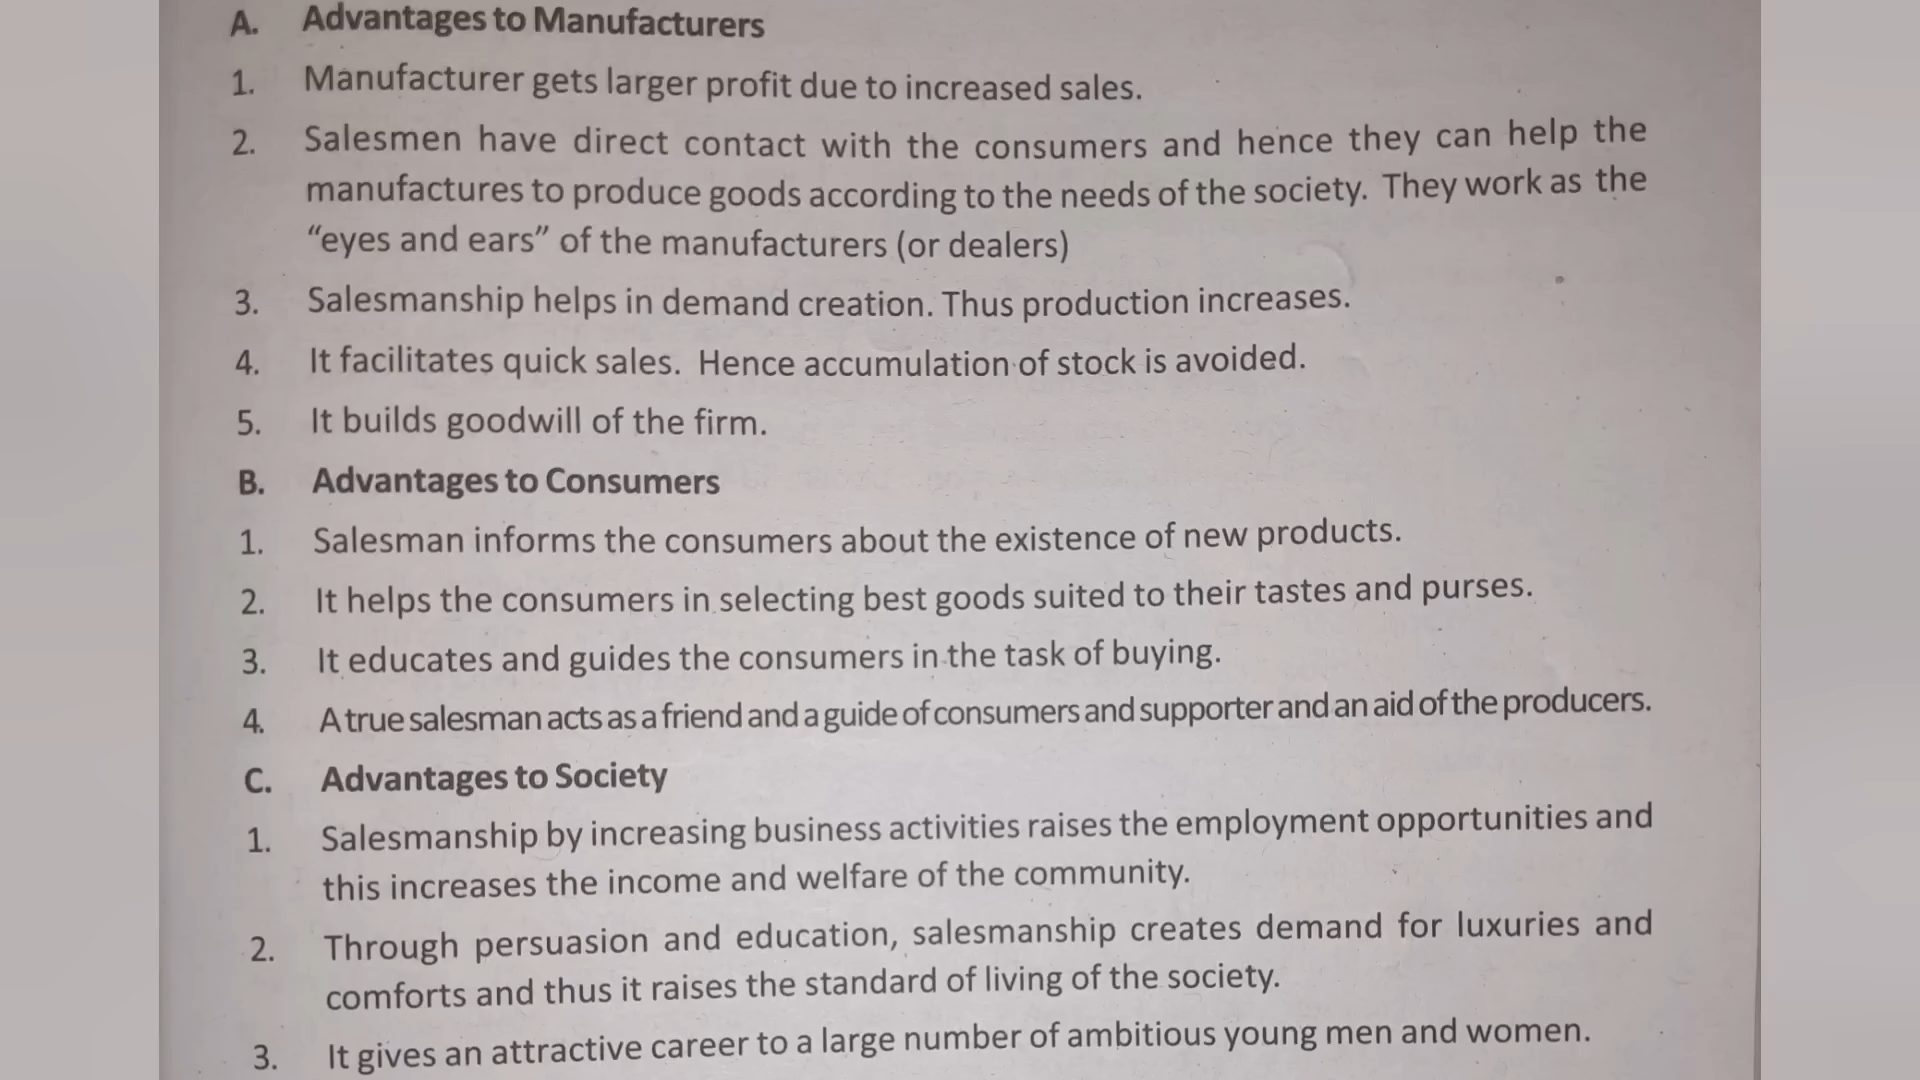 A. Advantages to Manufacturers
1. Manufacturer gets larger profit due to increased sales.
2. Salesmen have direct contact with the consumers and hence they can help the
manufactures to produce goods according to the needs of the society. They work as the
“eyes and ears” of the manufacturers (or dealers)
3. Salesmanship helps in demand creation. Thus production increases.
4. It facilitates quick sales. Hence accumulation of stock is avoided.
5. It builds goodwill of the firm.
B. Advantages to Consumers
1. Salesman informs the consumers about the existence of new products.
2. It helps the consumers in selecting best goods suited to their tastes and purses.
3. It educates and guides the consumers in the task of buying.
4. A true salesman acts as a friend and a guide of consumers and supporter and an aid of the producers.
C. Advantages to Society
1. Salesmanship by increasing business activities raises the employment opportunities and
this increases the income and welfare of the community.
2. Through persuasion and education, salesmanship creates demand for luxuries and
comforts and thus it raises the standard of living of the society.
3. It gives an attractive career to a large number of ambitious young men and women.